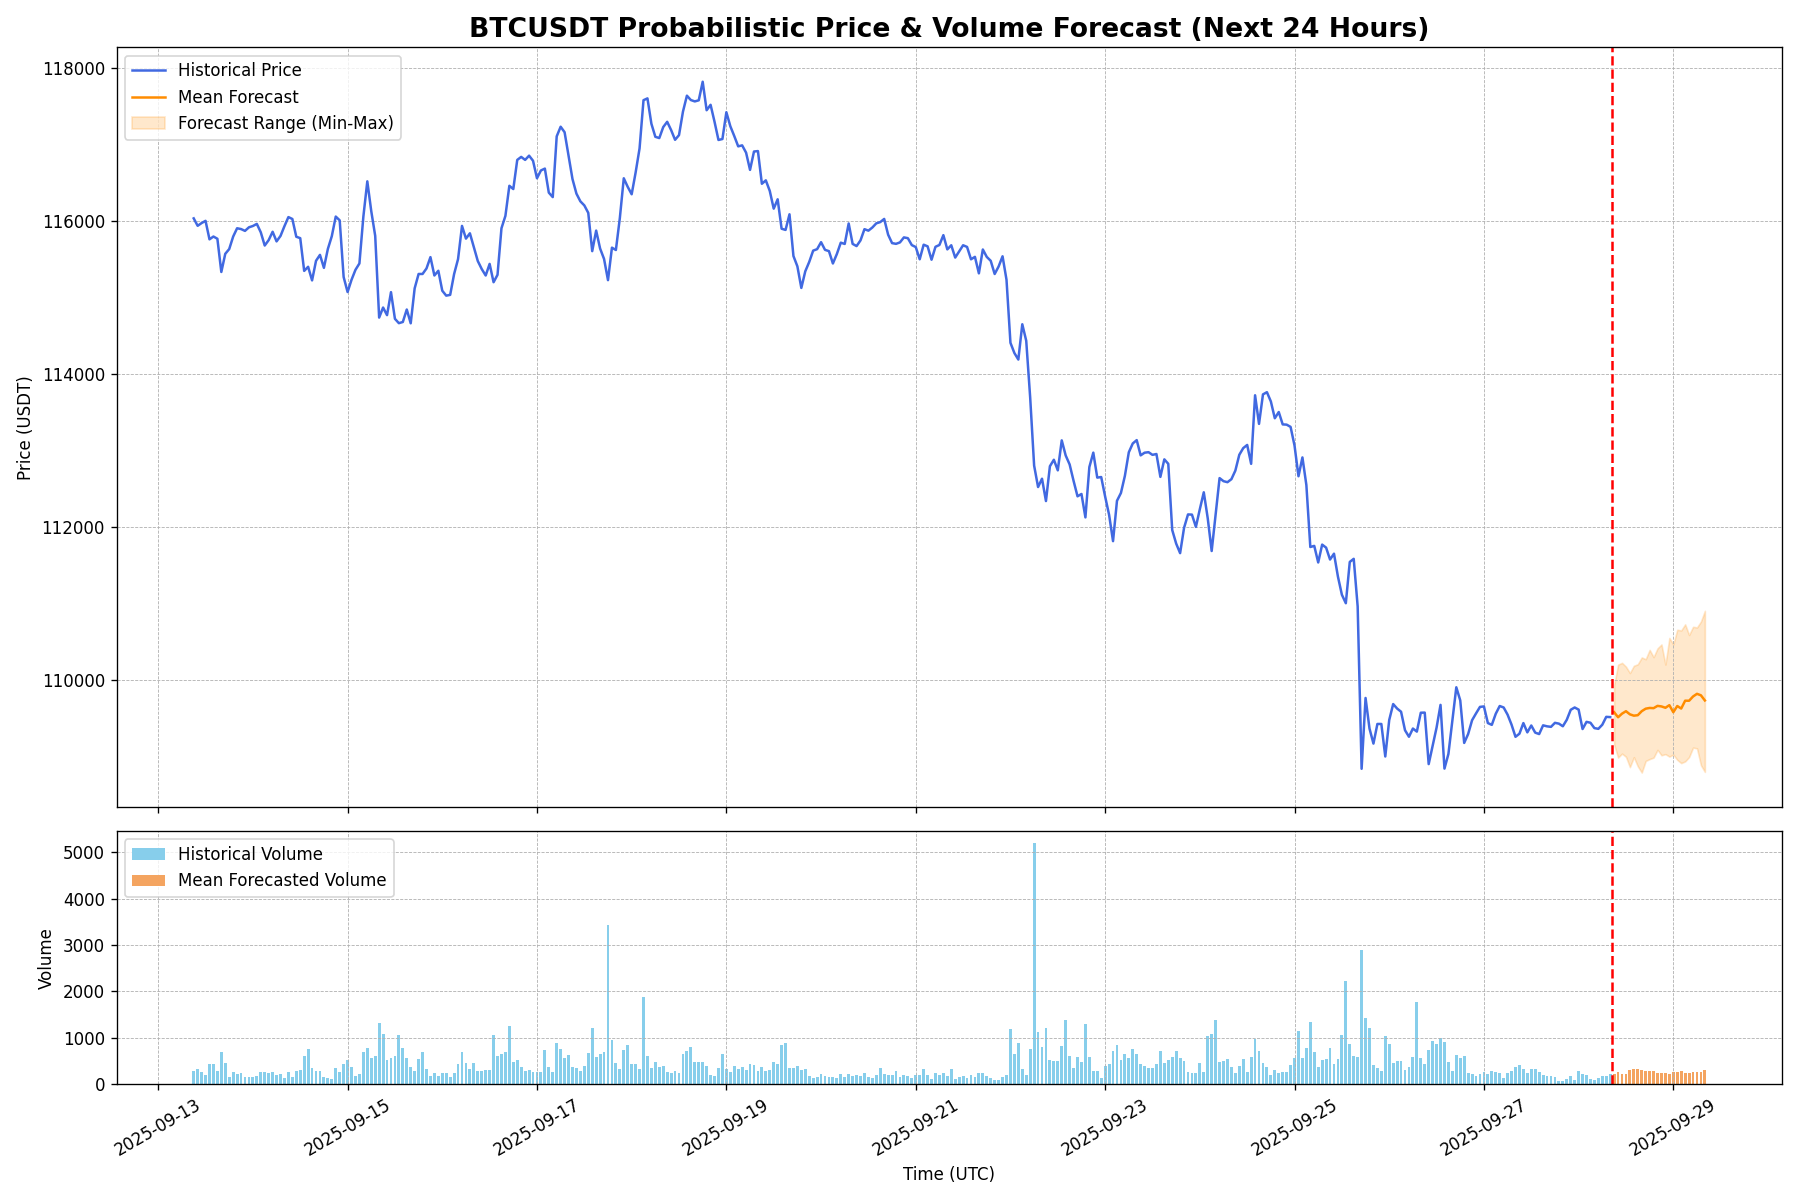 BTCUSDT Probabilistic Price & Volume Forecast (Next 24 Hours)
Historical Price
Mean Forecast
Forecast Range (Min-Max)
118000
116000
114000
112000
110000
Price (USDT)
Historical Volume
Mean Forecasted Volume
5000
4000
3000
2000
1000
0
Volume
2025-09-13
2025-09-15
2025-09-17
2025-09-19
2025-09-21
2025-09-23
2025-09-25
2025-09-27
2025-09-29
Time (UTC)